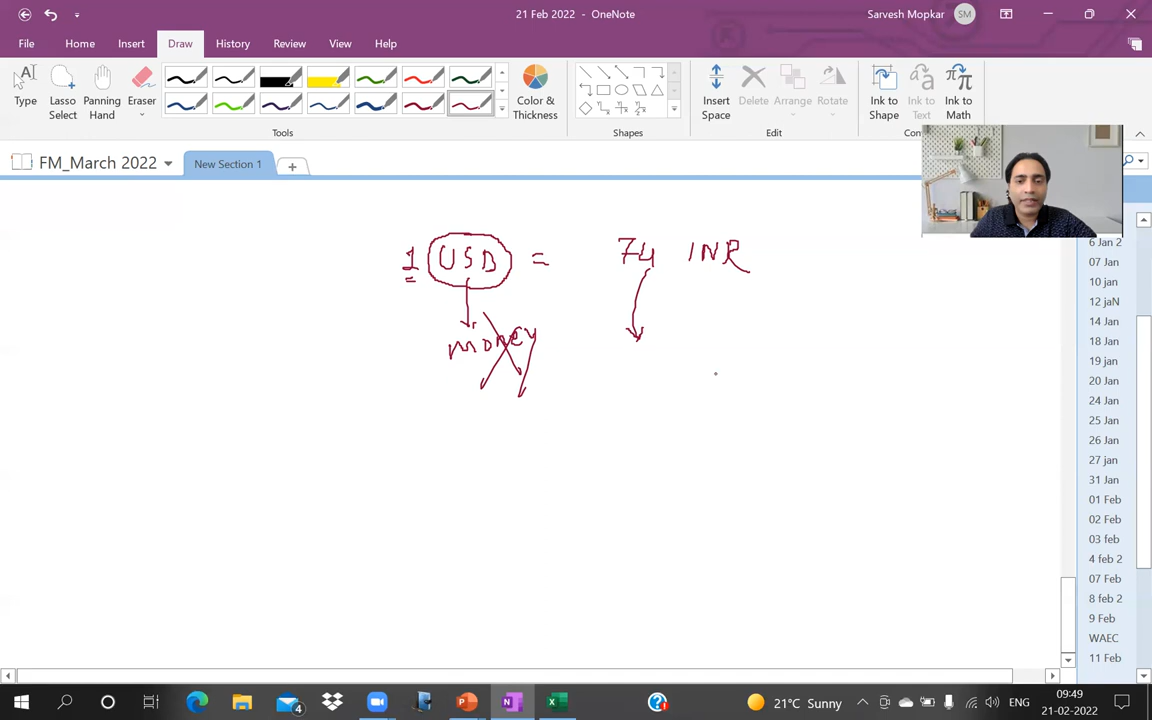 21 Feb 2022 - OneNote
Sarvesh Mopkar SM
File Home Insert Draw History Review View Help
Type Lasso Select Panning Hand Eraser Color & Thickness Insert Space Delete Arrange Rotate Ink to Shape Ink to Text Ink to Math
Tools Shapes Edit
FM_March 2022 New Section 1
1 USD = 74 INR
money
6 Jan 2
07 Jan
10 jan
12 jaN
14 Jan
18 Jan
19 jan
20 Jan
24 Jan
25 Jan
26 Jan
27 jan
31 Jan
01 Feb
02 Feb
03 feb
4 feb 2
07 Feb
8 feb 2
9 Feb
WAEC
11 Feb
4 21°C Sunny ENG 09:49
21-02-2022